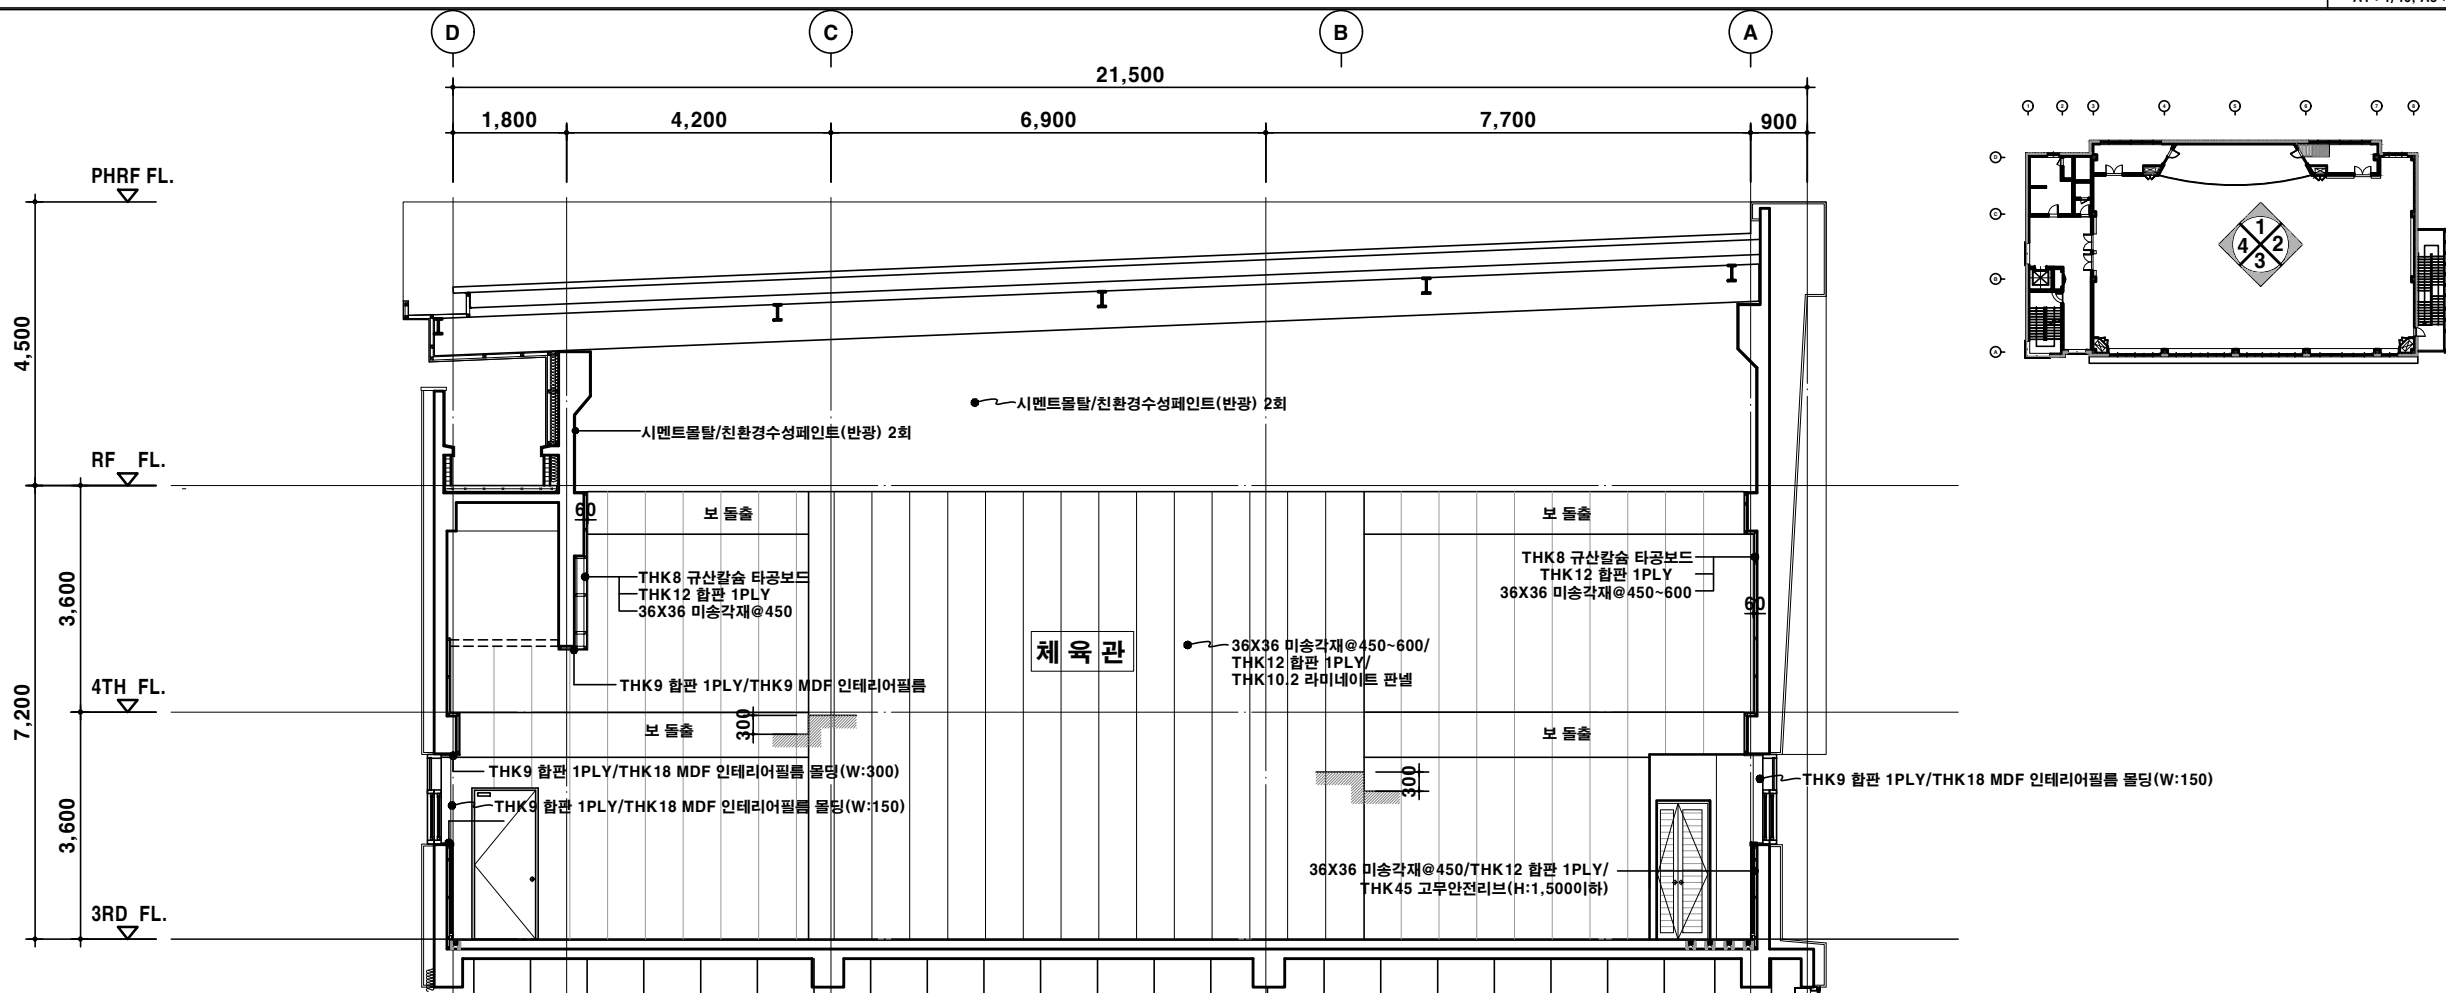 D
C
B
A
21,500
1,800
4,200
6,900
7,700
900
1
2
3
4
5
6
7
8
D
C
B
A
1
2
3
4
PHRF FL.
4,500
시멘트몰탈/친환경수성페인트(반광) 2회
시멘트몰탈/친환경수성페인트(반광) 2회
RF FL.
60
보 돌출
보 돌출
THK8 규산칼슘 타공보드
THK12 합판 1PLY
36X36 미송각재@450
THK8 규산칼슘 타공보드
THK12 합판 1PLY
36X36 미송각재@450~600
60
3,600
체 육 관
36X36 미송각재@450~600/
THK12 합판 1PLY/
THK10.2 라미네이트 판넬
THK9 합판 1PLY/THK9 MDF 인테리어필름
4TH FL.
7,200
보 돌출
300
보 돌출
THK9 합판 1PLY/THK18 MDF 인테리어필름 몰딩(W:300)
THK9 합판 1PLY/THK18 MDF 인테리어필름 몰딩(W:150)
300
THK9 합판 1PLY/THK18 MDF 인테리어필름 몰딩(W:150)
3,600
36X36 미송각재@450/THK12 합판 1PLY/
THK45 고무안전리브(H:1,500이하)
3RD FL.